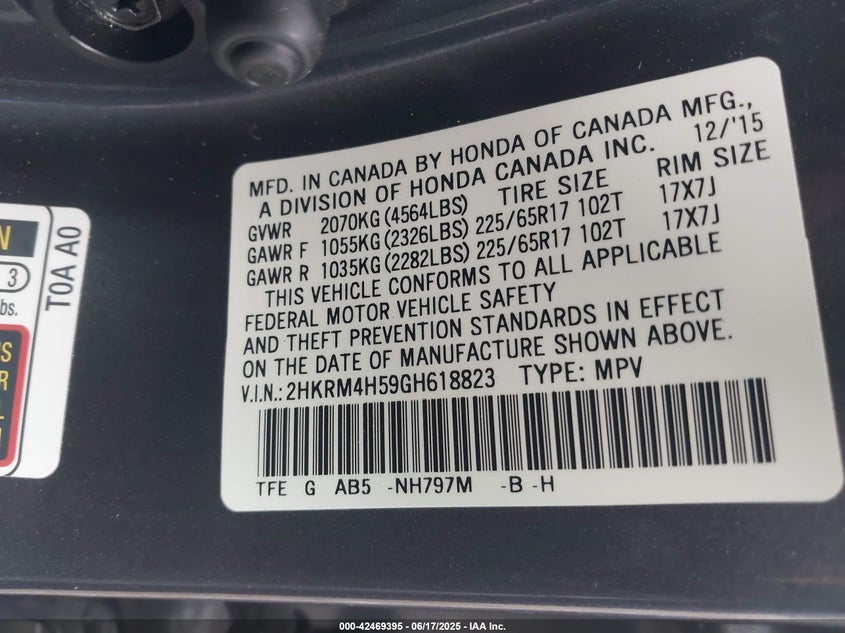 MFD. IN CANADA BY HONDA OF CANADA MFG.,
A DIVISION OF HONDA CANADA INC. 12/'15
GVWR 2070KG (4564LBS) TIRE SIZE RIM SIZE
GAWR F 1055KG (2326LBS) 225/65R17 102T 17X7J
GAWR R 1035KG (2282LBS) 225/65R17 102T 17X7J
THIS VEHICLE CONFORMS TO ALL APPLICABLE
FEDERAL MOTOR VEHICLE SAFETY
AND THEFT PREVENTION STANDARDS IN EFFECT
ON THE DATE OF MANUFACTURE SHOWN ABOVE.
V.I.N.: 2HKRM4H59GH618823 TYPE: MPV
TFE G AB5 -NH797M -B -H
T0A A0
N
3
lbs.
000-42469395 - 06/17/2025 - IAA Inc.